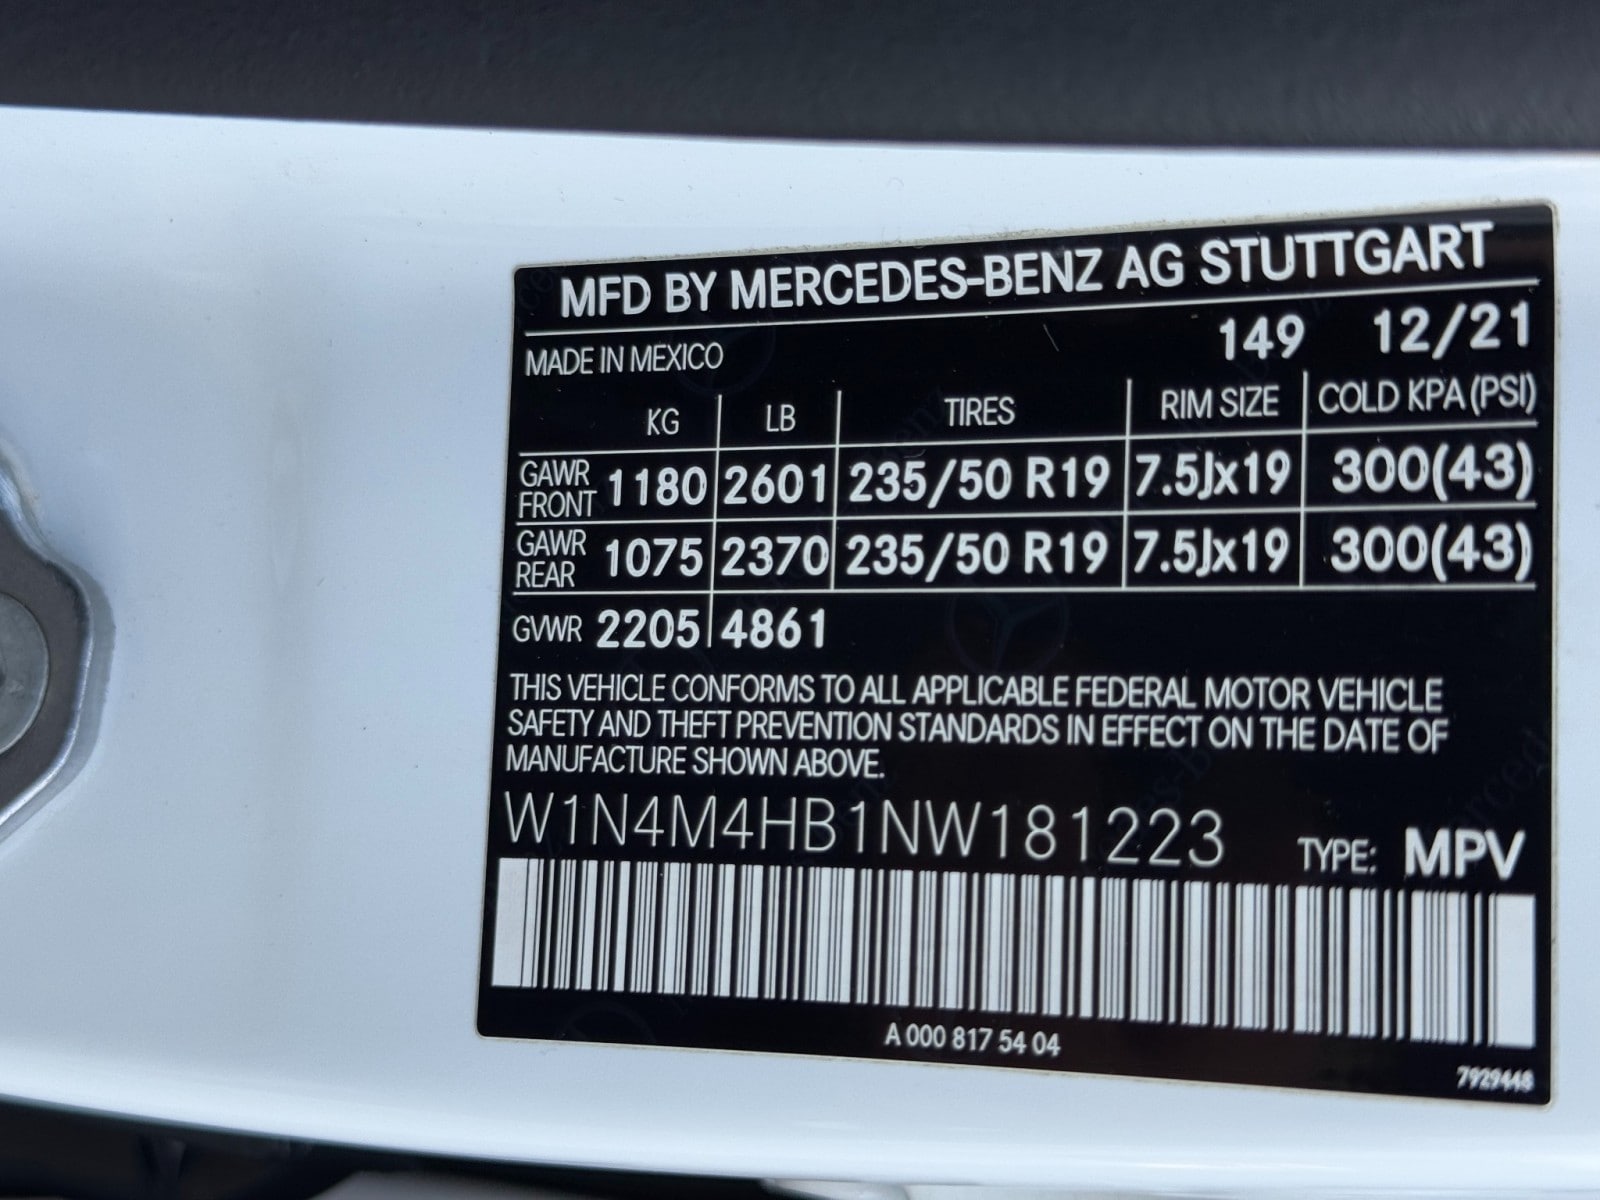 MFD BY MERCEDES-BENZ AG STUTTGART
MADE IN MEXICO 149 12/21
KG LB TIRES RIM SIZE COLD KPA (PSI)
GAWR FRONT 1180 2601 235/50 R19 7.5Jx19 300(43)
GAWR REAR 1075 2370 235/50 R19 7.5Jx19 300(43)
GVWR 2205 4861
THIS VEHICLE CONFORMS TO ALL APPLICABLE FEDERAL MOTOR VEHICLE
SAFETY AND THEFT PREVENTION STANDARDS IN EFFECT ON THE DATE OF
MANUFACTURE SHOWN ABOVE.
W1N4M4HB1NW181223 TYPE: MPV
A 000 817 54 04